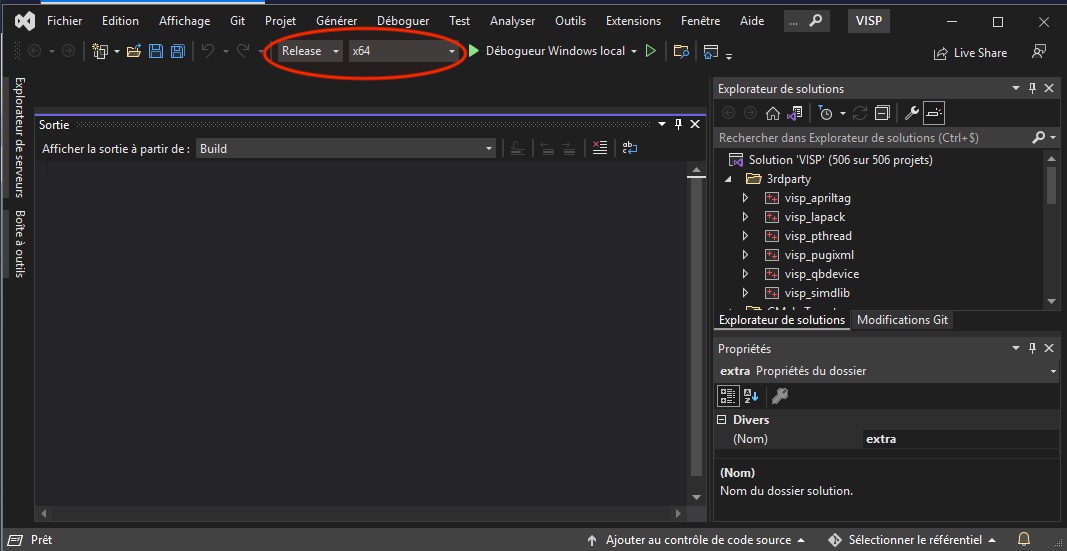 Fichier Edition Affichage Git Projet Générer Déboguer Test Analyser Outils Extensions Fenêtre Aide ... VISP
Release x64 Débogueur Windows local Live Share
Explorateur de serveurs
Boîte à outils
Sortie
Afficher la sortie à partir de : Build
Explorateur de solutions
Rechercher dans Explorateur de solutions (Ctrl+$)
Solution 'VISP' (506 sur 506 projets)
3rdparty
visp_apriltag
visp_lapack
visp_pthread
visp_pugixml
visp_qbdevice
visp_simdlib
Explorateur de solutions Modifications Git
Propriétés
extra Propriétés du dossier
Divers
(Nom) extra
(Nom)
Nom du dossier solution.
Prêt Ajouter au contrôle de code source Sélectionner le référentiel